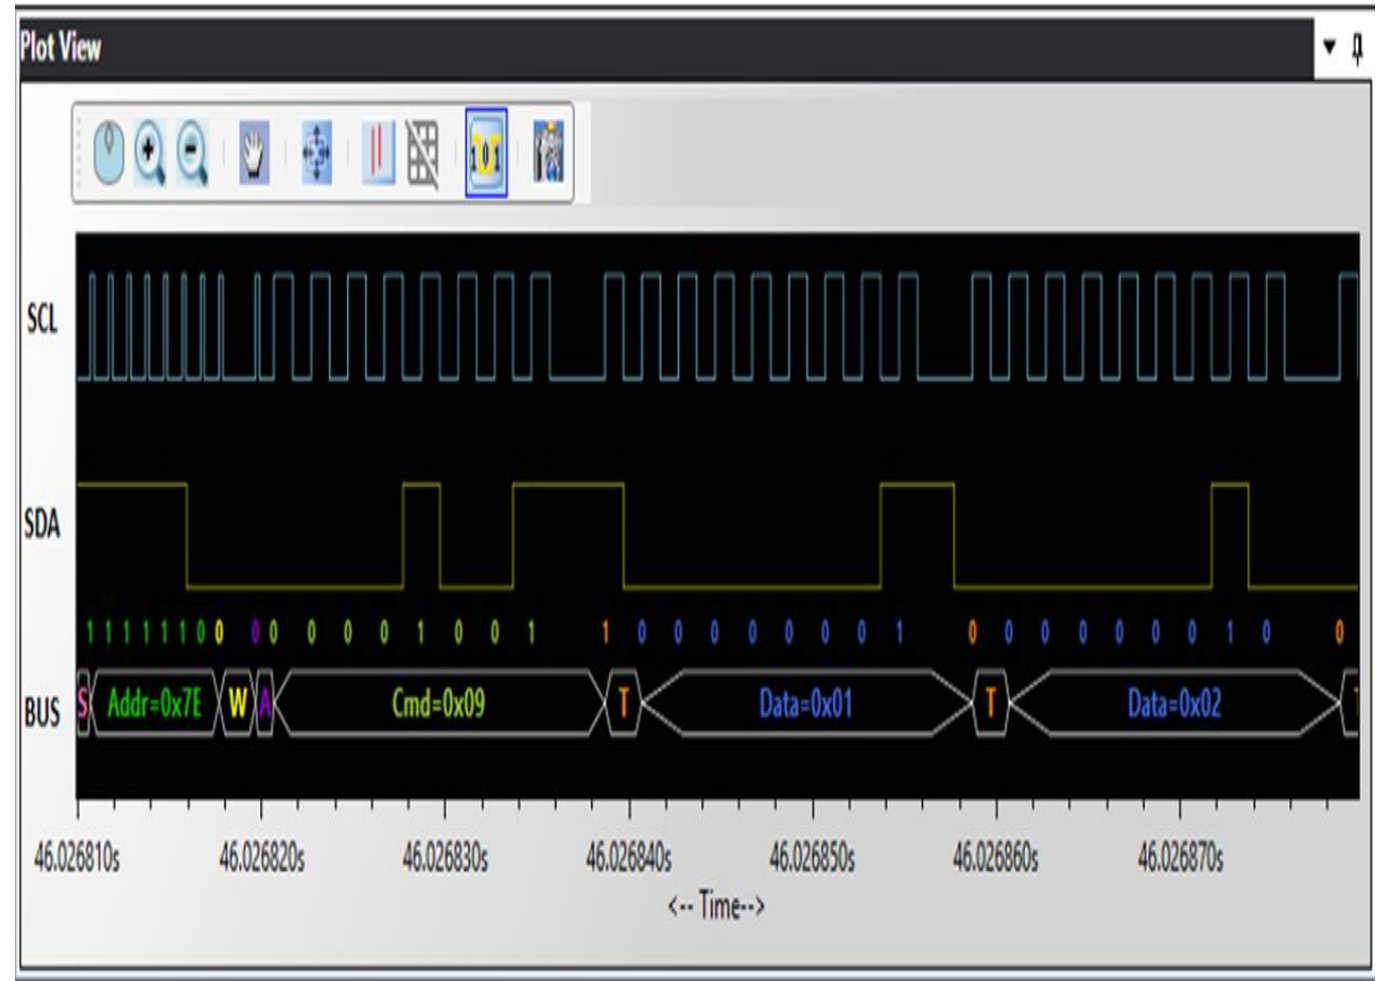 Plot View
1 0 1
SCL
SDA
1 1 1 1 1 1 0 0 0 0 0 0 0 1 0 0 1 1 0 0 0 0 0 0 0 1 0 0 0 0 0 0 0 1 0 0
BUS S Addr=0x7E W A Cmd=0x09 T Data=0x01 T Data=0x02 T
46.026810s 46.026820s 46.026830s 46.026840s 46.026850s 46.026860s 46.026870s
<-- Time-->